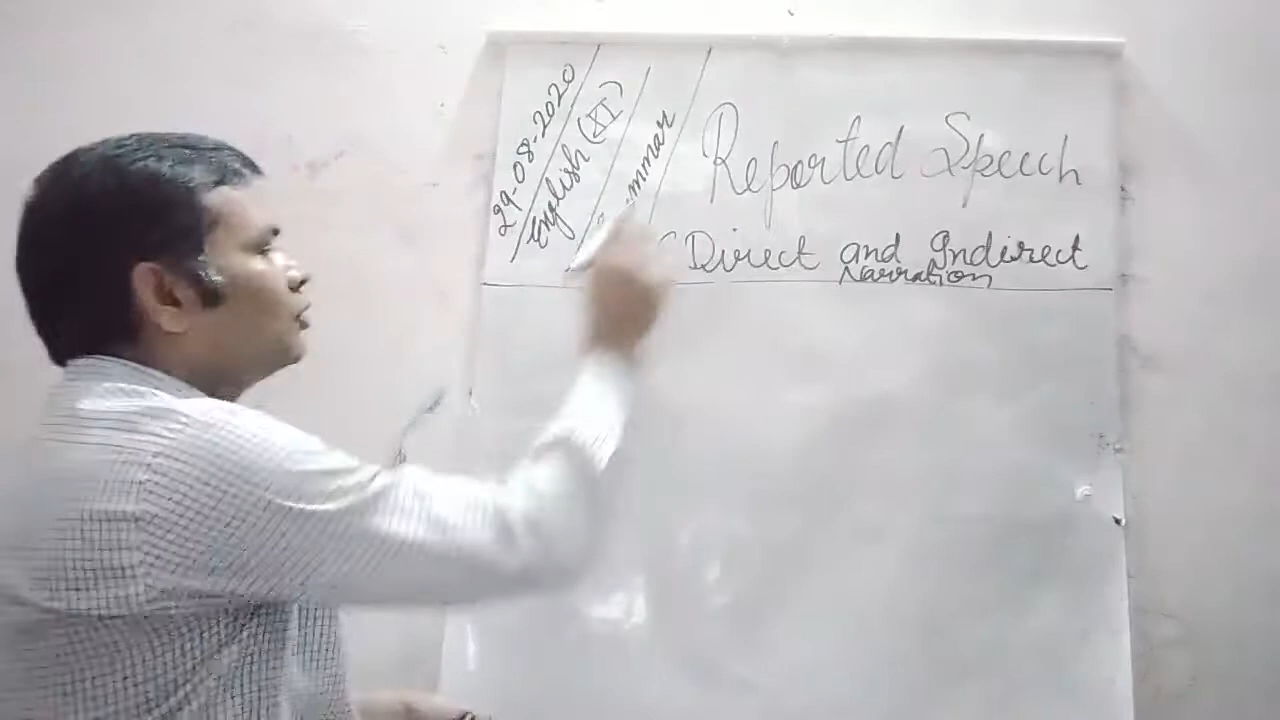 29-08-2020
English (XI)
Reported Speech
(Direct and Indirect
Narration